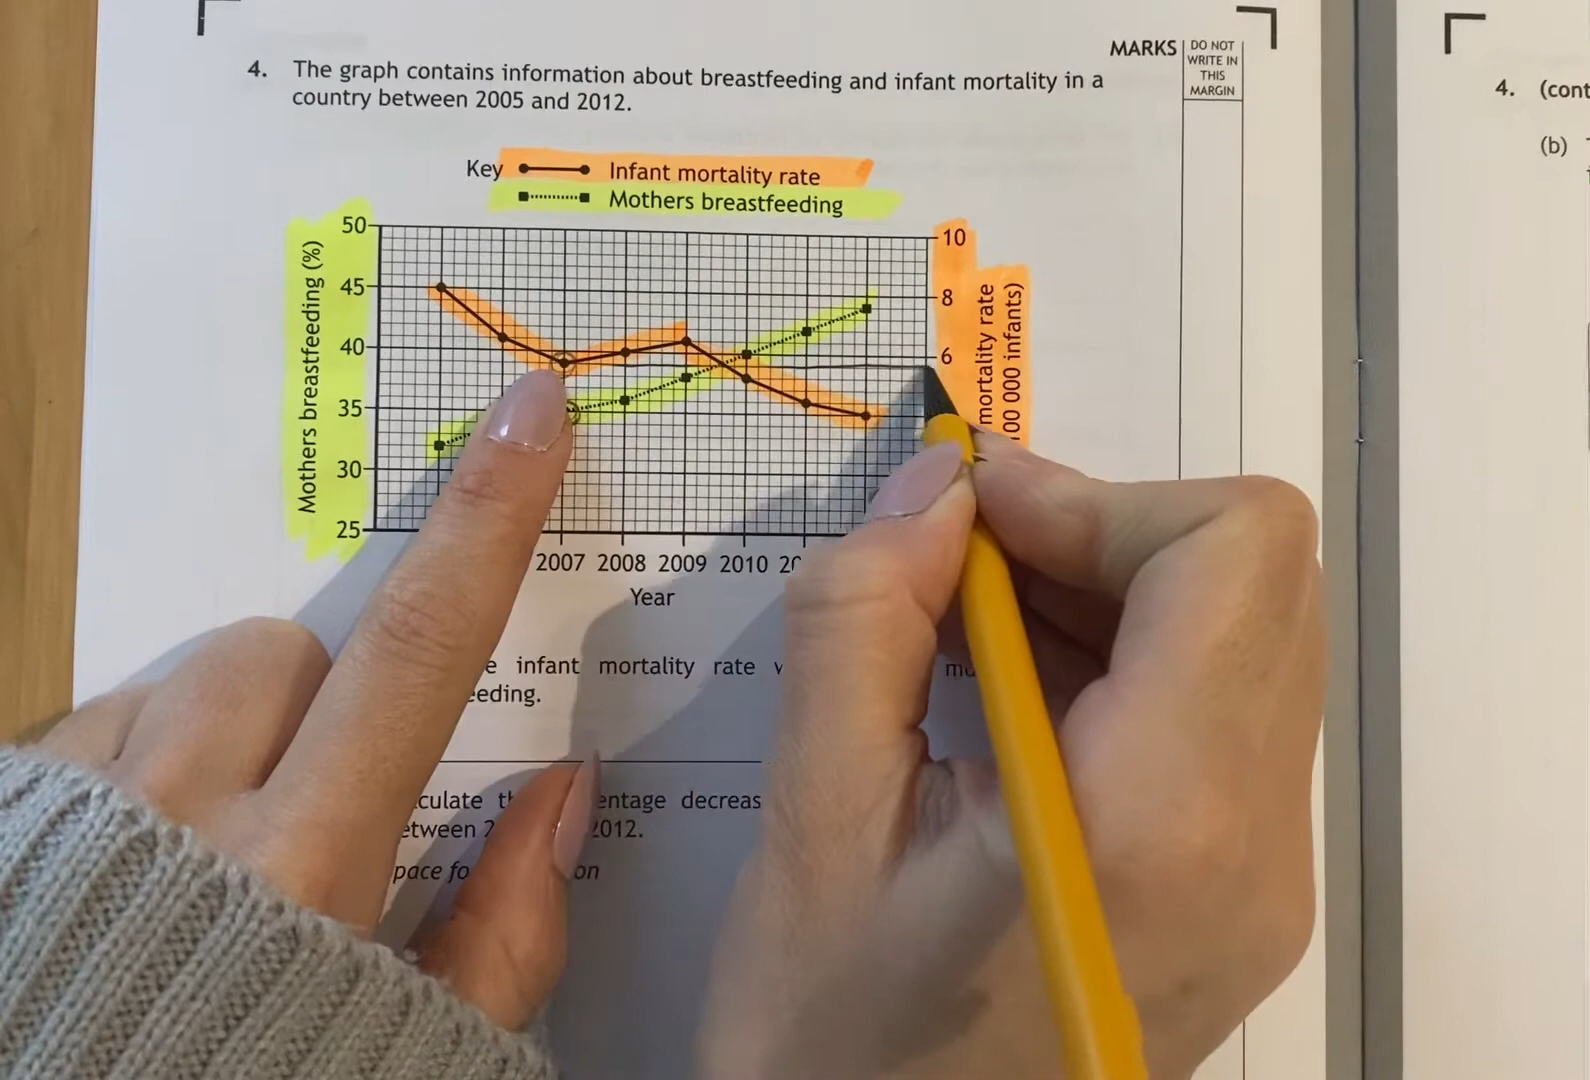 MARKS
DO NOT
WRITE IN
THIS
MARGIN
4. The graph contains information about breastfeeding and infant mortality in a
country between 2005 and 2012.
Key Infant mortality rate
Mothers breastfeeding
Mothers breastfeeding (%)
50
45
40
35
30
25
10
8
6
mortality rate
00 000 infants)
2007 2008 2009 2010 20
Year
e infant mortality rate
eeding.
culate entage decreas
etween 2012.
pace fo on
4. (cont
(b)